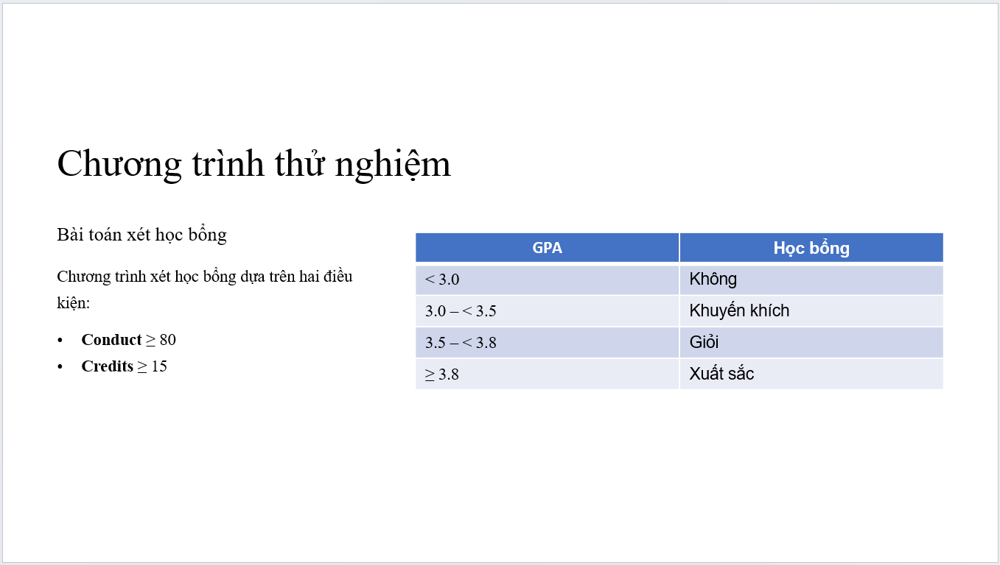 Chương trình thử nghiệm
Bài toán xét học bổng
Chương trình xét học bổng dựa trên hai điều
kiện:
• Conduct ≥ 80
• Credits ≥ 15
GPA Học bổng
< 3.0 Không
3.0 – < 3.5 Khuyến khích
3.5 – < 3.8 Giỏi
≥ 3.8 Xuất sắc